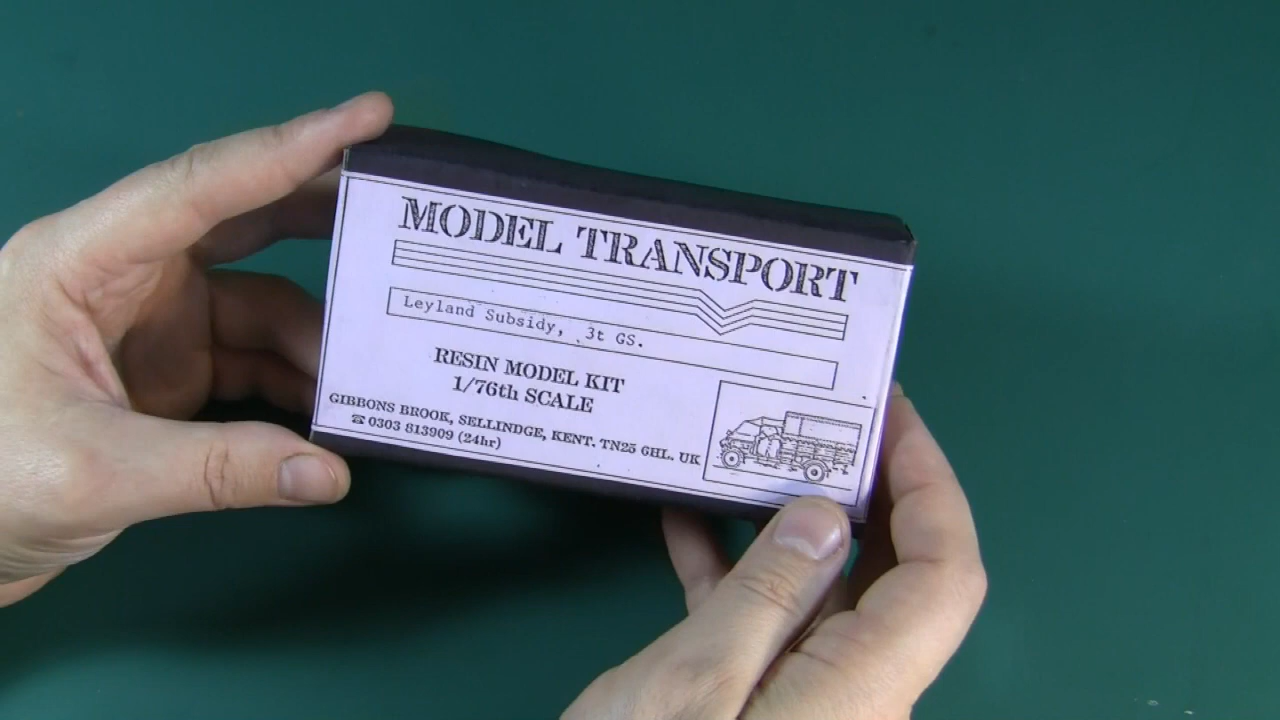 MODEL TRANSPORT
Leyland Subsidy, 3t GS.
RESIN MODEL KIT
1/76th SCALE
GIBBONS BROOK, SELLINDGE, KENT. TN25 6HL. UK
☎ 0303 813909 (24hr)